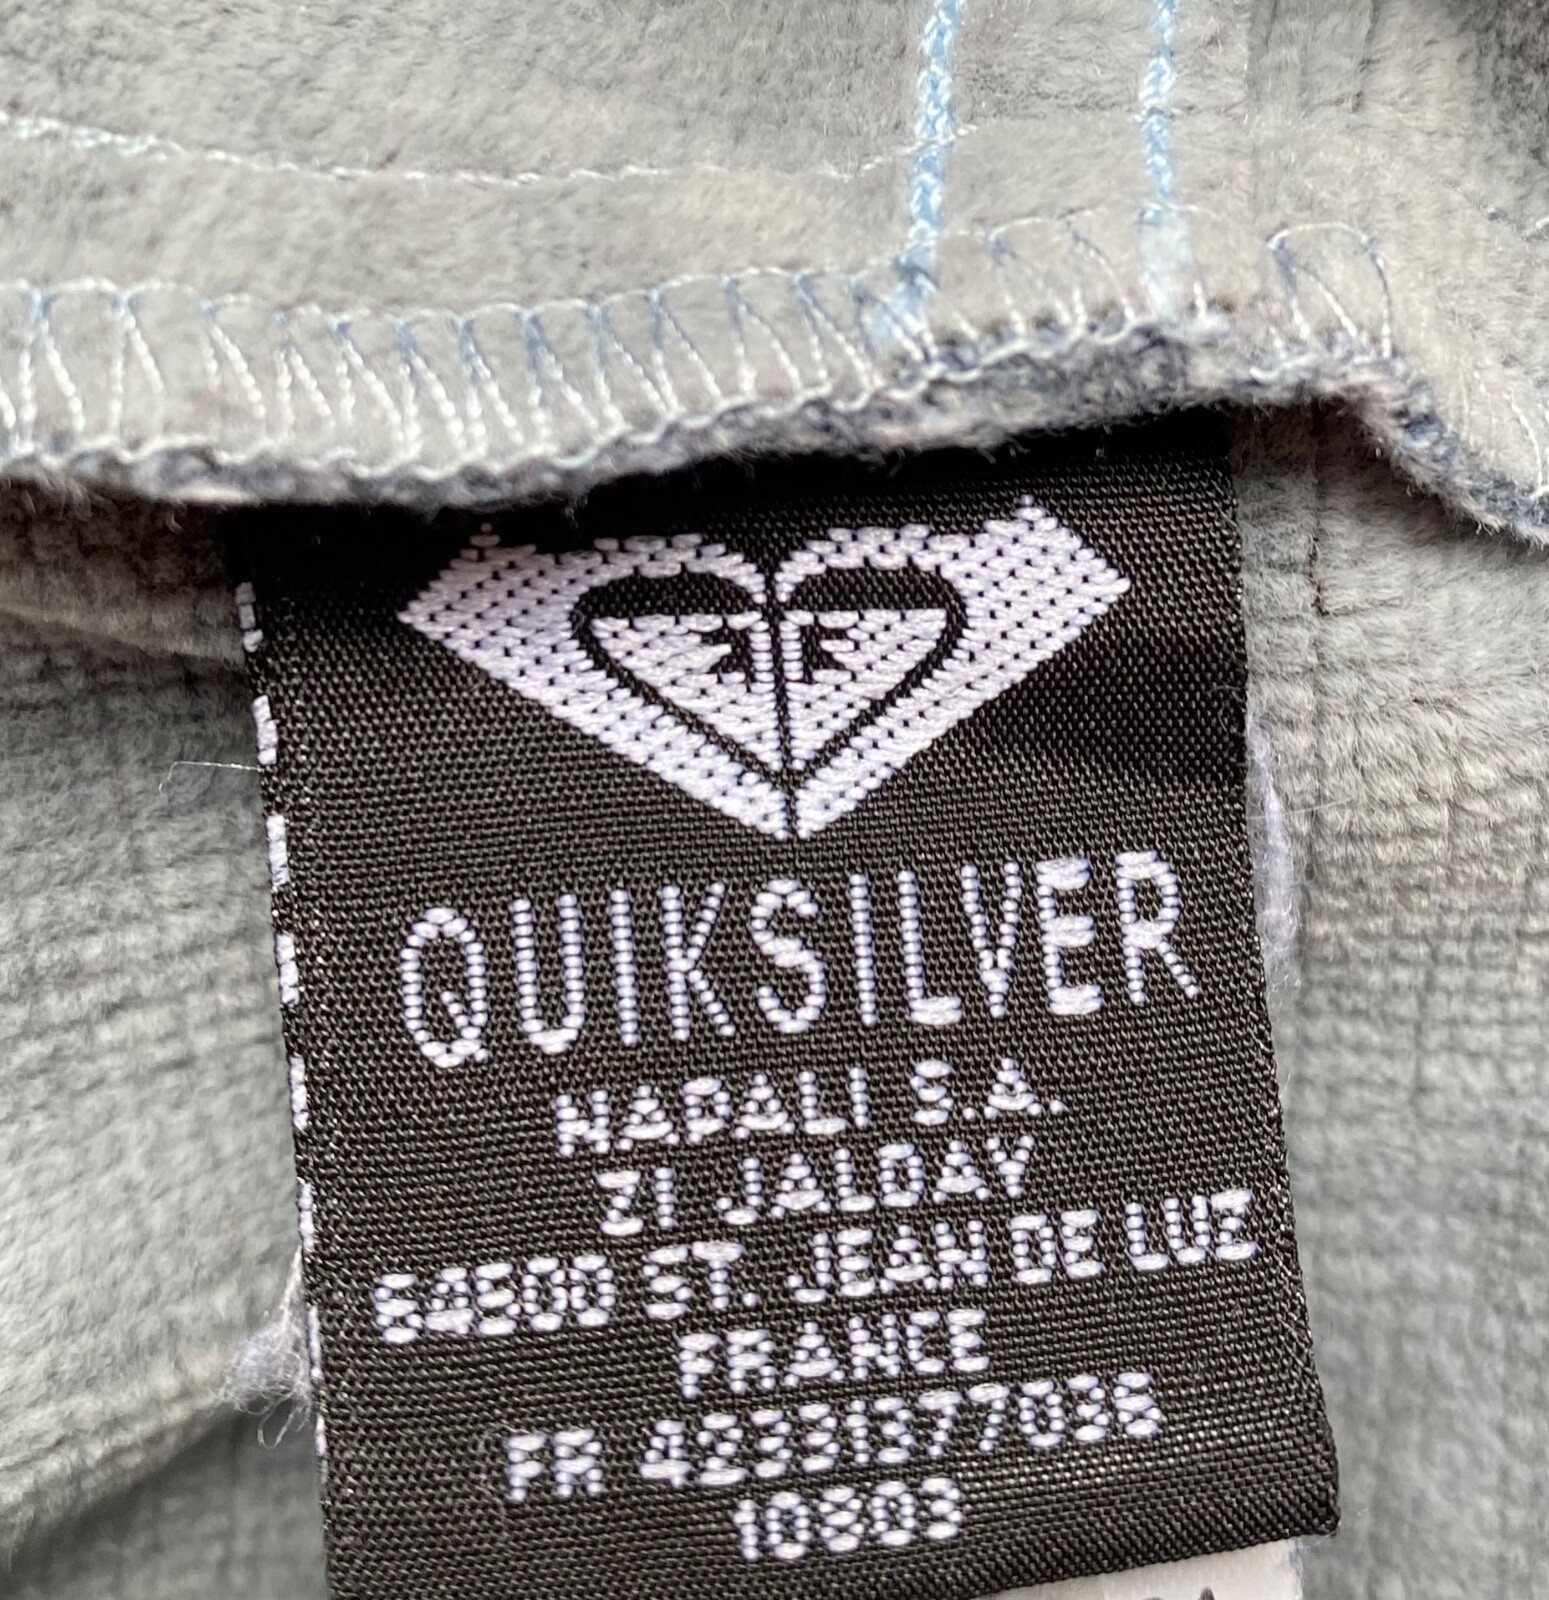 QUIKSILVER
NAPALI S.A.
ZI JALDAY
64500 ST. JEAN DE LUZ
FRANCE
FR 42331377036
10803